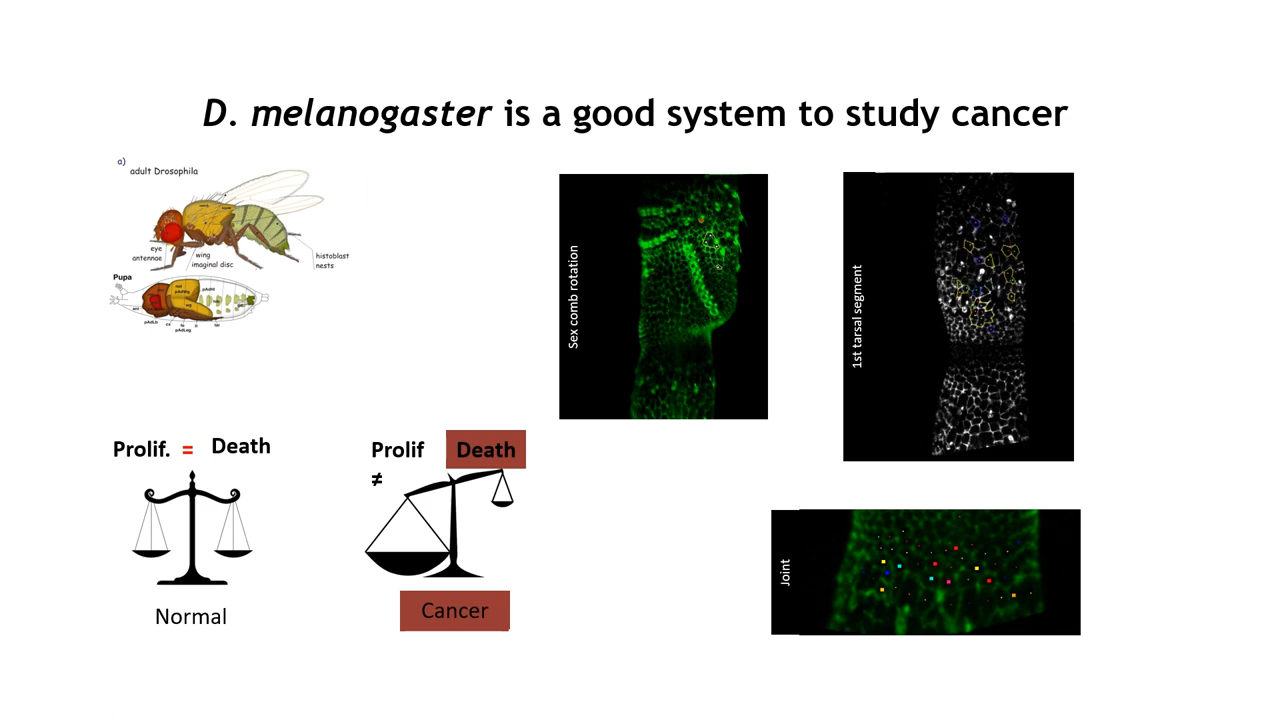 D. melanogaster is a good system to study cancer
a)
adult Drosophila
eye
antennae
wing
imaginal disc
histoblast
nests
Pupa
Sex comb rotation
1st tarsal segment
Prolif. = Death
Normal
Prolif Death
≠
Cancer
Joint